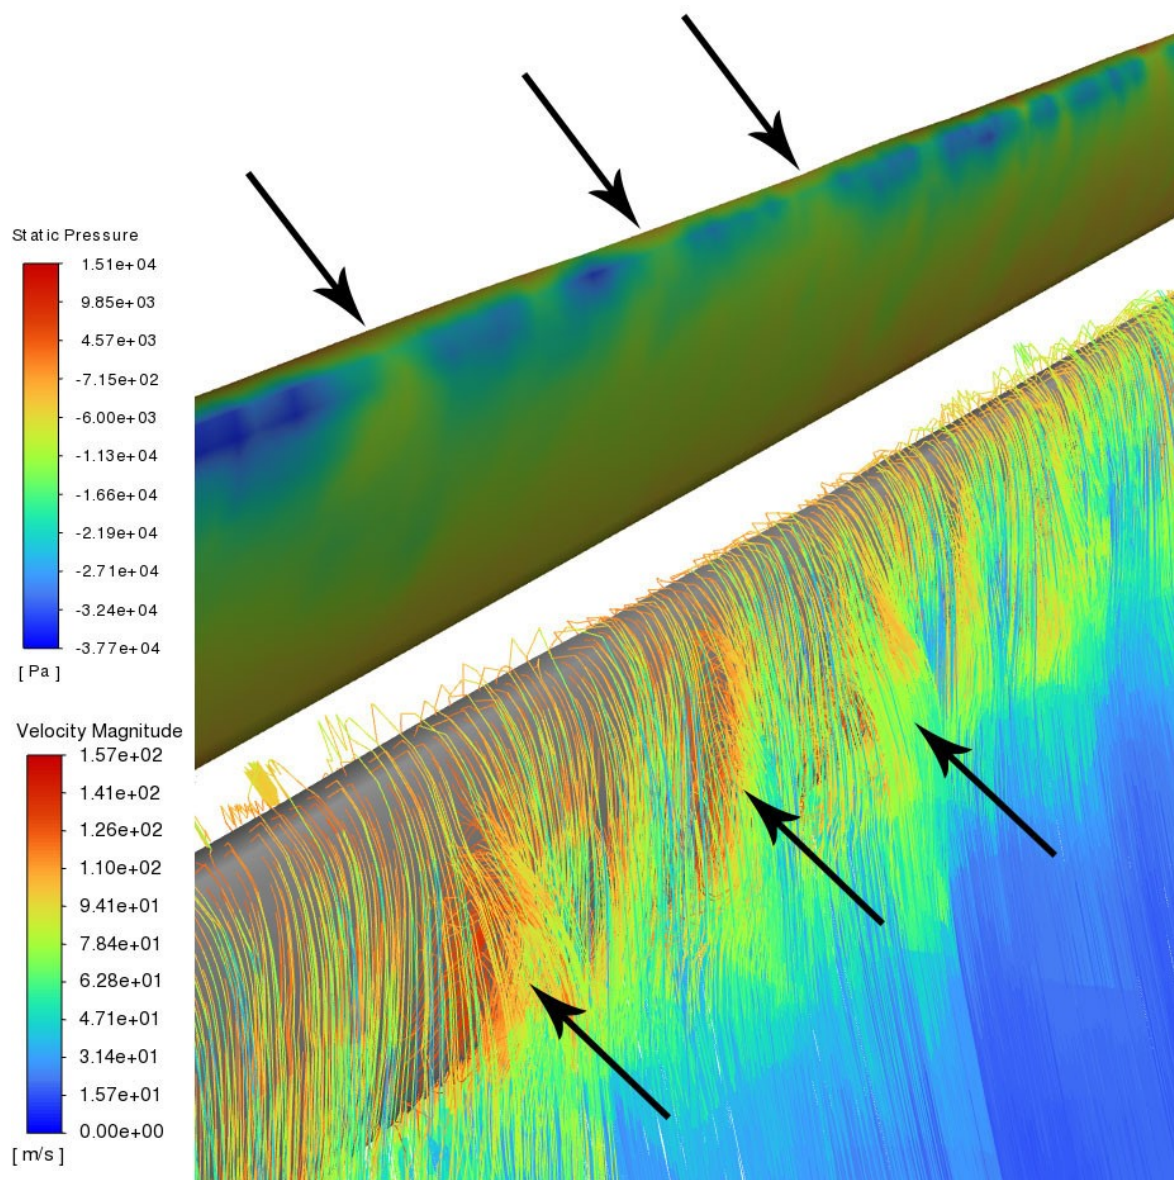 Static Pressure
1.51e+04
9.85e+03
4.57e+03
-7.15e+02
-6.00e+03
-1.13e+04
-1.66e+04
-2.19e+04
-2.71e+04
-3.24e+04
-3.77e+04
[ Pa ]
Velocity Magnitude
1.57e+02
1.41e+02
1.26e+02
1.10e+02
9.41e+01
7.84e+01
6.28e+01
4.71e+01
3.14e+01
1.57e+01
0.00e+00
[ m/s ]